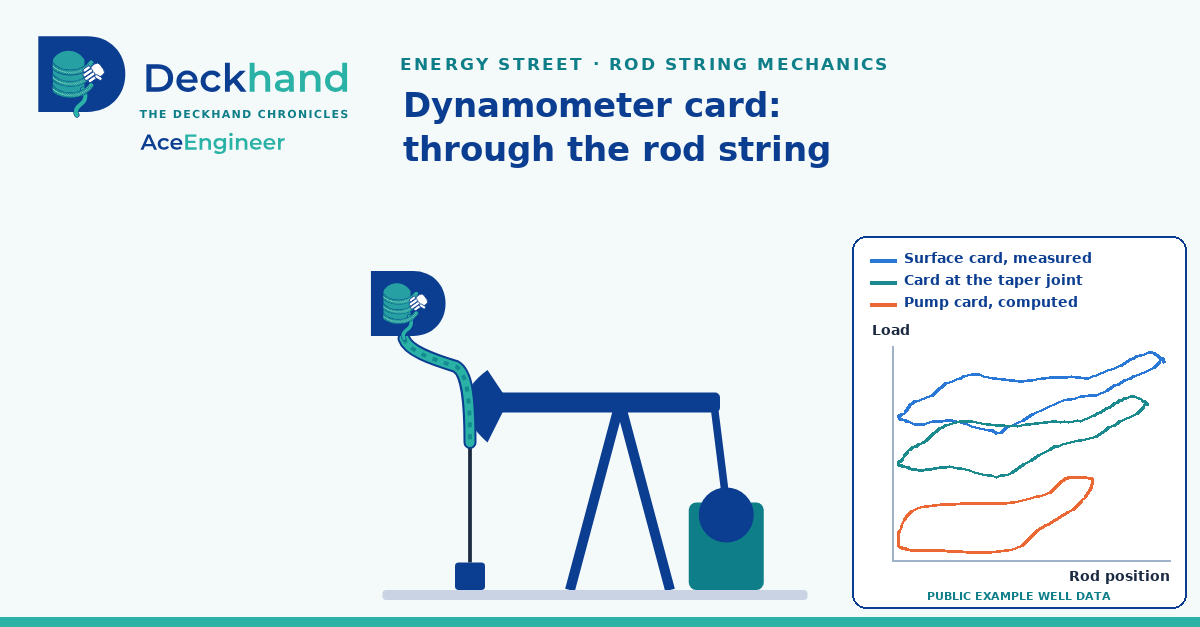 Deckhand
THE DECKHAND CHRONICLES
AceEngineer
ENERGY STREET · ROD STRING MECHANICS
Dynamometer card:
through the rod string
Surface card, measured
Card at the taper joint
Pump card, computed
Load
Rod position
PUBLIC EXAMPLE WELL DATA